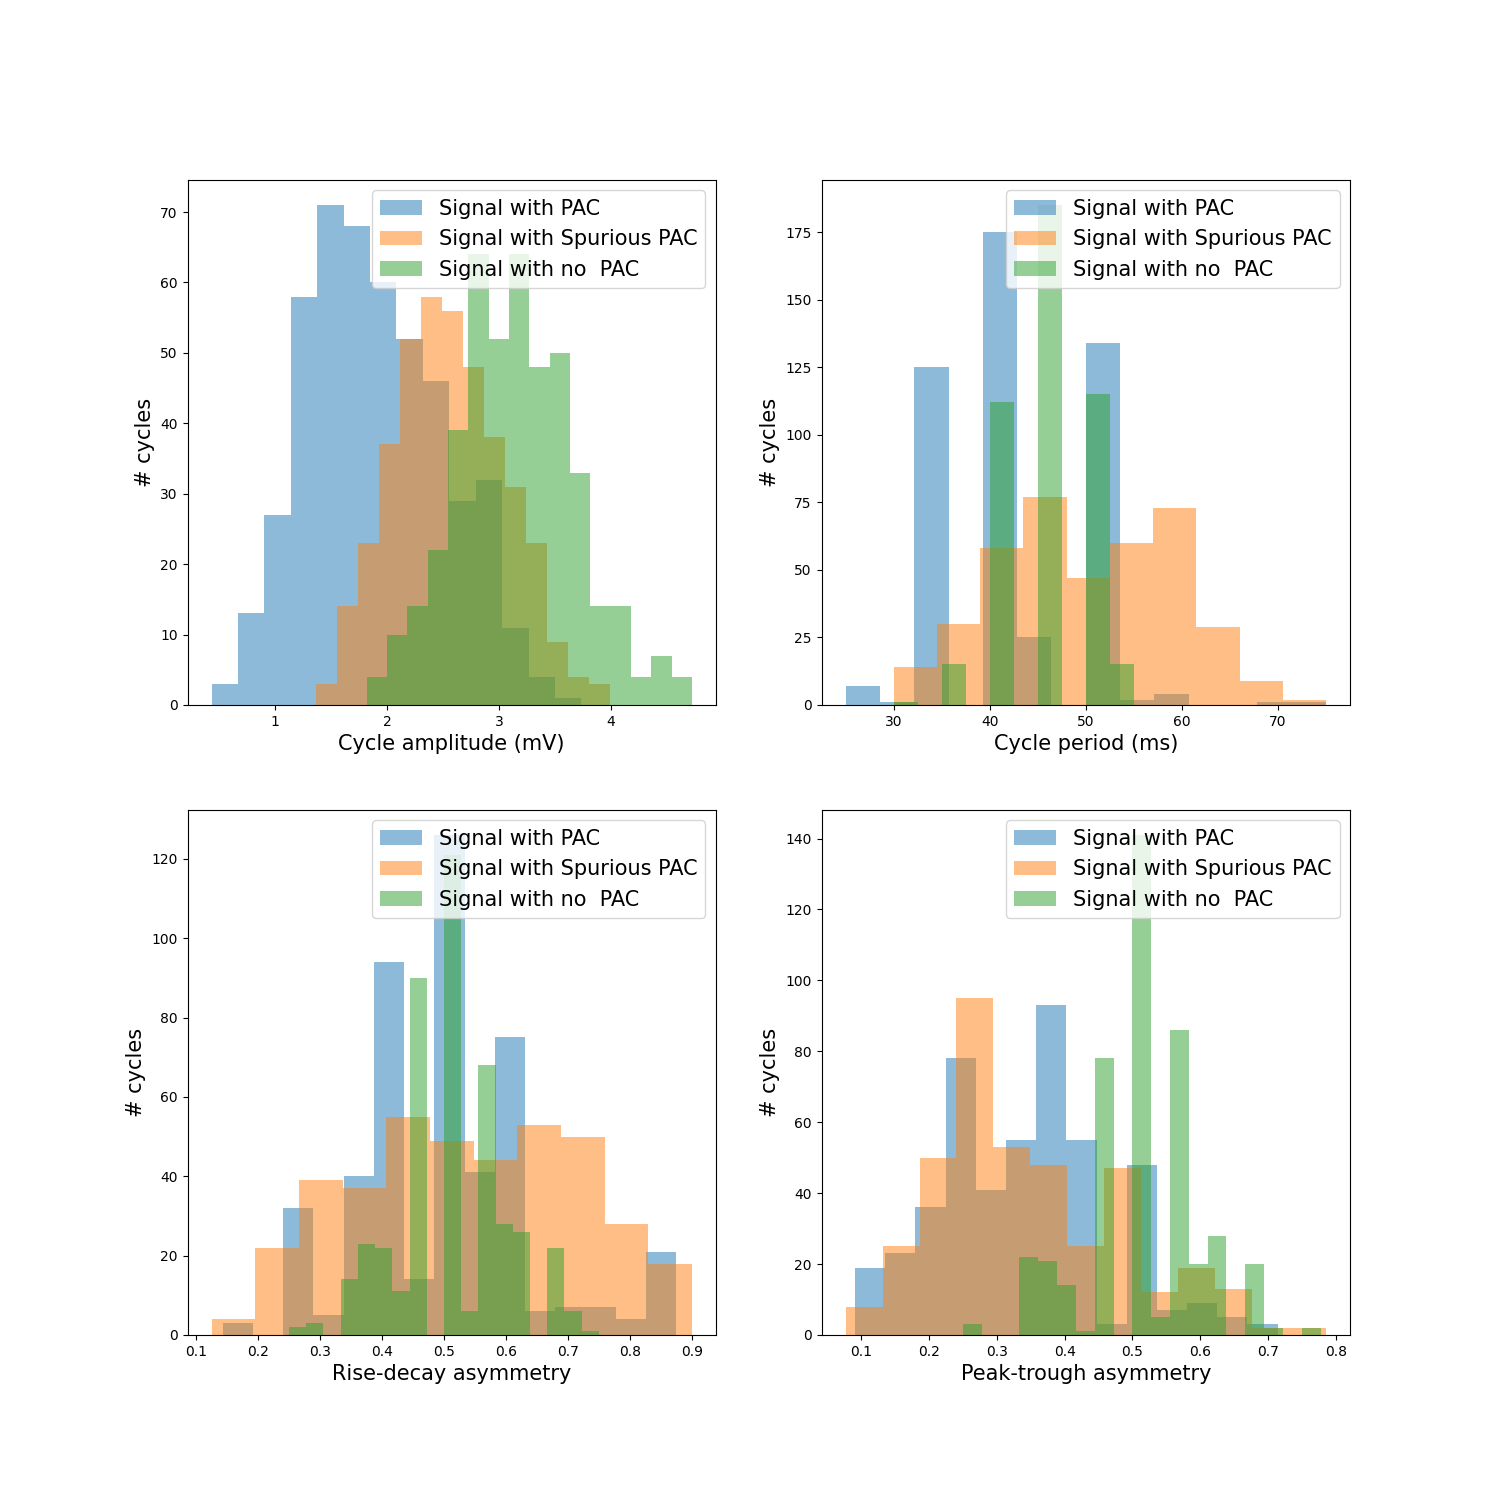 Signal with PAC
Signal with Spurious PAC
Signal with no  PAC
70
60
50
40
30
20
10
0
# cycles
1 2 3 4
Cycle amplitude (mV)
Signal with PAC
Signal with Spurious PAC
Signal with no  PAC
175
150
125
100
75
50
25
0
# cycles
30 40 50 60 70
Cycle period (ms)
Signal with PAC
Signal with Spurious PAC
Signal with no  PAC
120
100
80
60
40
20
0
# cycles
0.1 0.2 0.3 0.4 0.5 0.6 0.7 0.8 0.9
Rise-decay asymmetry
Signal with PAC
Signal with Spurious PAC
Signal with no  PAC
140
120
100
80
60
40
20
0
# cycles
0.1 0.2 0.3 0.4 0.5 0.6 0.7 0.8
Peak-trough asymmetry